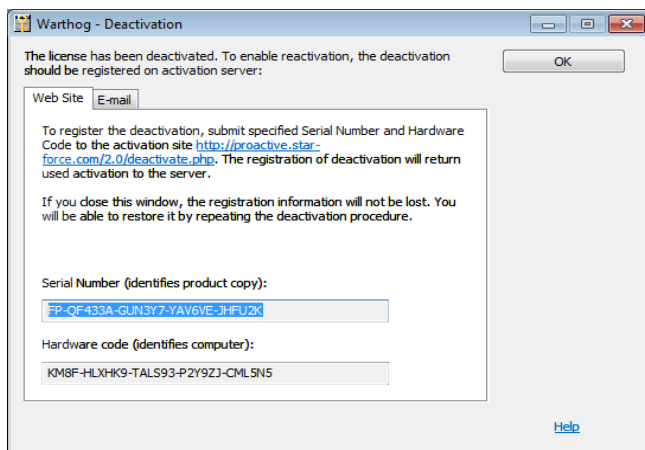 Warthog - Deactivation
The license has been deactivated. To enable reactivation, the deactivation
should be registered on activation server:
OK
Web Site
E-mail
To register the deactivation, submit specified Serial Number and Hardware
Code to the activation site http://proactive.star-
force.com/2.0/deactivate.php. The registration of deactivation will return
used activation to the server.
If you close this window, the registration information will not be lost. You
will be able to restore it by repeating the deactivation procedure.
Serial Number (identifies product copy):
FP-QF433A-GUN3Y7-YAV6VE-JHFU2K
Hardware code (identifies computer):
KM8F-HLXHK9-TALS93-P2Y9ZJ-CML5N5
Help